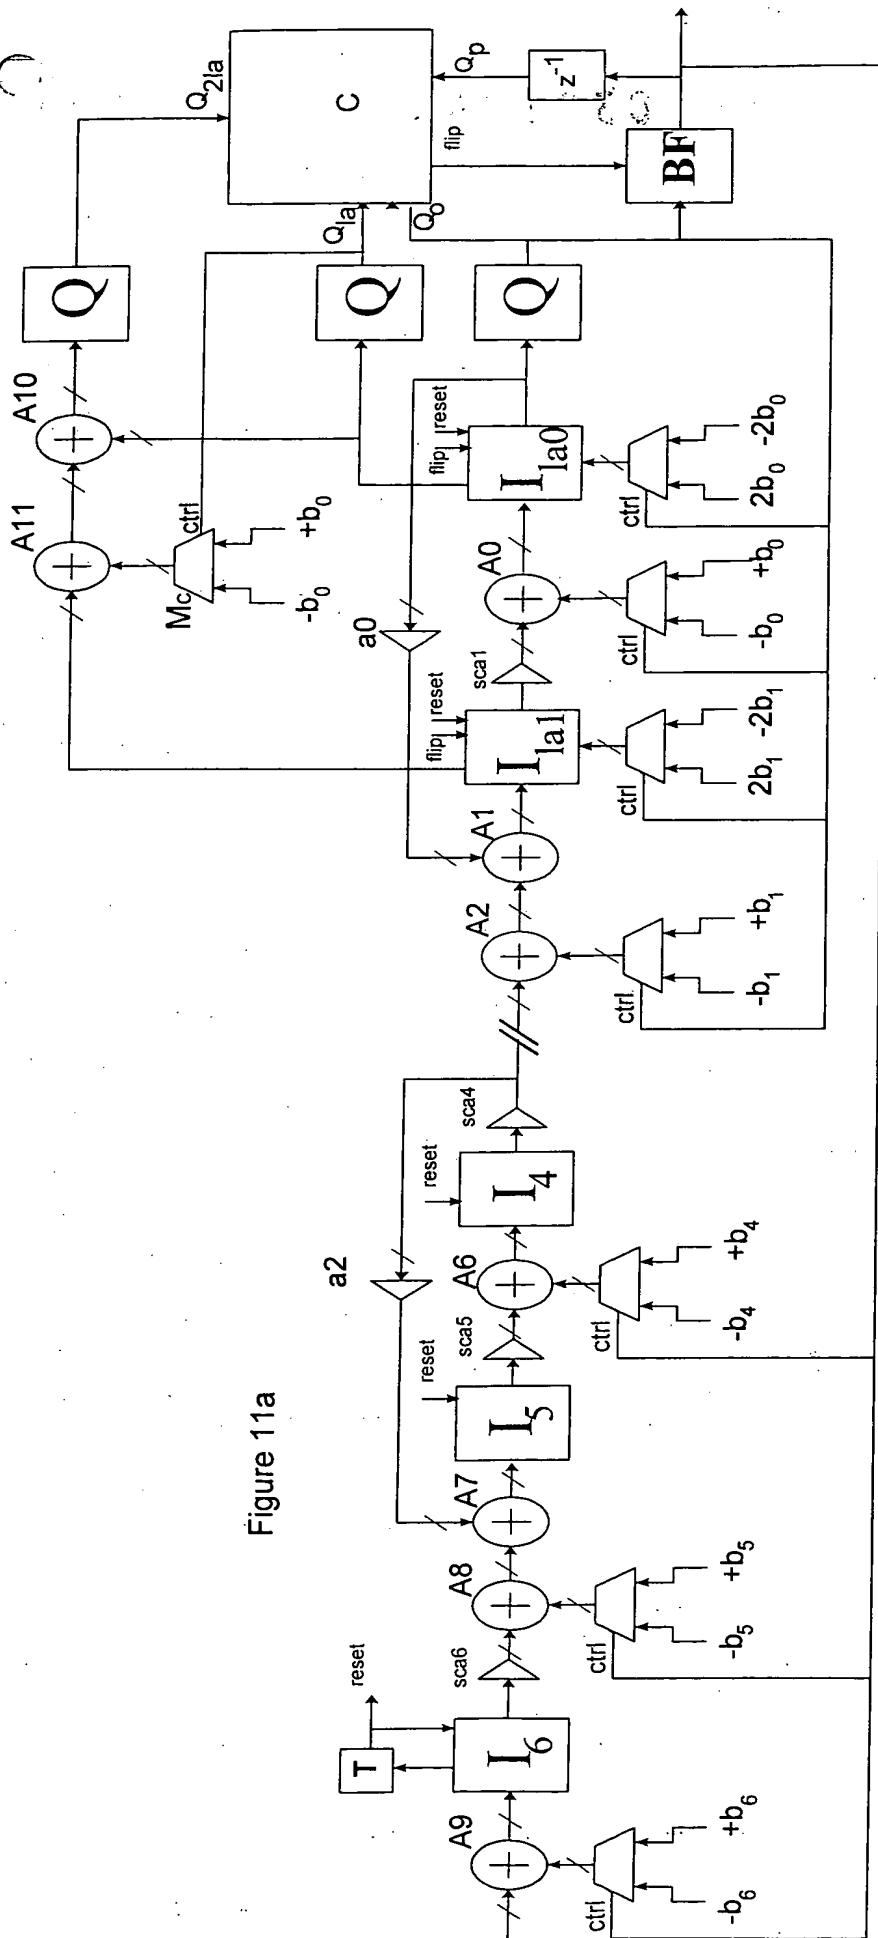 Figure 11a
Q
Q
Q
C
Q2la
Qla
Qo
Qp
flip
z-1
BF
A10
A11
ctrl
Mc
+b0
-b0
a0
flip
reset
Ila0
ctrl
2b0
-2b0
A0
sca1
ctrl
-b0
+b0
flip
reset
Ila1
ctrl
2b1
-2b1
A1
A2
ctrl
-b1
+b1
sca4
reset
I4
a2
A6
sca5
ctrl
-b4
+b4
reset
I5
A7
A8
sca6
ctrl
-b5
+b5
reset
T
I6
A9
ctrl
-b6
+b6